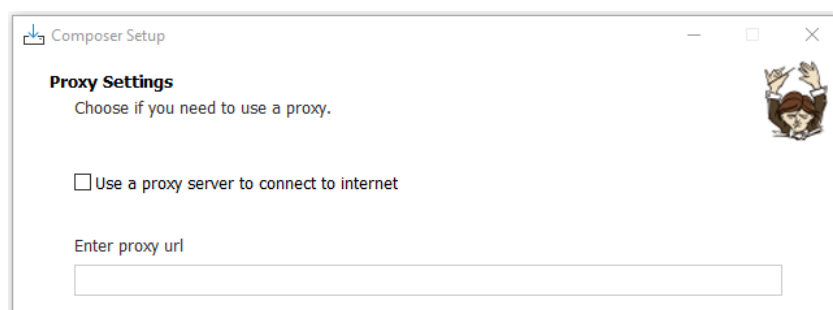 Composer Setup
Proxy Settings
Choose if you need to use a proxy.
Use a proxy server to connect to internet
Enter proxy url